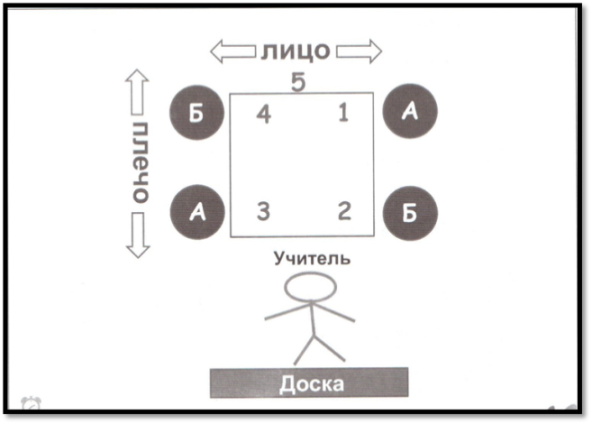 лицо
5
Б 4 1 А
плечо
А 3 2 Б
Учитель
Доска